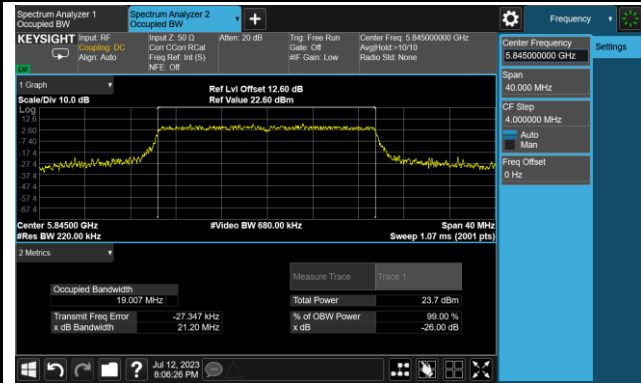 Spectrum Analyzer 1
Occupied BW
Spectrum Analyzer 2
Occupied BW
+
Frequency
KEYSIGHT
Input: RF
Coupling: DC
Align: Auto
Input Z: 50 Ω
Corr CCorr RCal
Freq Ref: Int (S)
NFE: Off
Atten: 20 dB
Trig: Free Run
Gate: Off
#IF Gain: Low
Center Freq: 5.845000000 GHz
Avg|Hold:>10/10
Radio Std: None
Center Frequency
5.845000000 GHz
Settings
Span
40.000 MHz
CF Step
4.000000 MHz
Auto
Man
Freq Offset
0 Hz
1 Graph
Scale/Div 10.0 dB
Ref Lvl Offset 12.60 dB
Ref Value 22.60 dBm
Log
12.6
2.60
-7.40
-17.4
-27.4
-37.4
-47.4
-57.4
-67.4
Center 5.84500 GHz
#Video BW 680.00 kHz
Span 40 MHz
#Res BW 220.00 kHz
Sweep 1.07 ms (2001 pts)
2 Metrics
Measure Trace
Trace 1
Occupied Bandwidth
19.007 MHz
Total Power
23.7 dBm
Transmit Freq Error
-27.347 kHz
% of OBW Power
99.00 %
x dB Bandwidth
21.20 MHz
x dB
-26.00 dB
?
Jul 12, 2023
8:06:26 PM